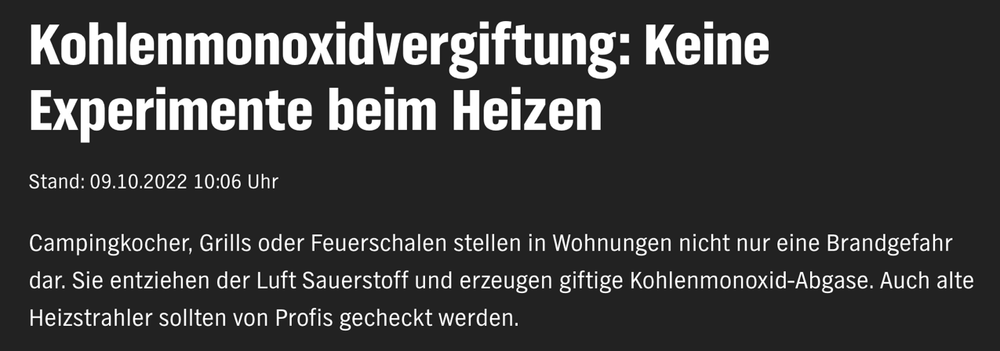 Kohlenmonoxidvergiftung: Keine
Experimente beim Heizen
Stand: 09.10.2022 10:06 Uhr
Campingkocher, Grills oder Feuerschalen stellen in Wohnungen nicht nur eine Brandgefahr
dar. Sie entziehen der Luft Sauerstoff und erzeugen giftige Kohlenmonoxid-Abgase. Auch alte
Heizstrahler sollten von Profis gecheckt werden.